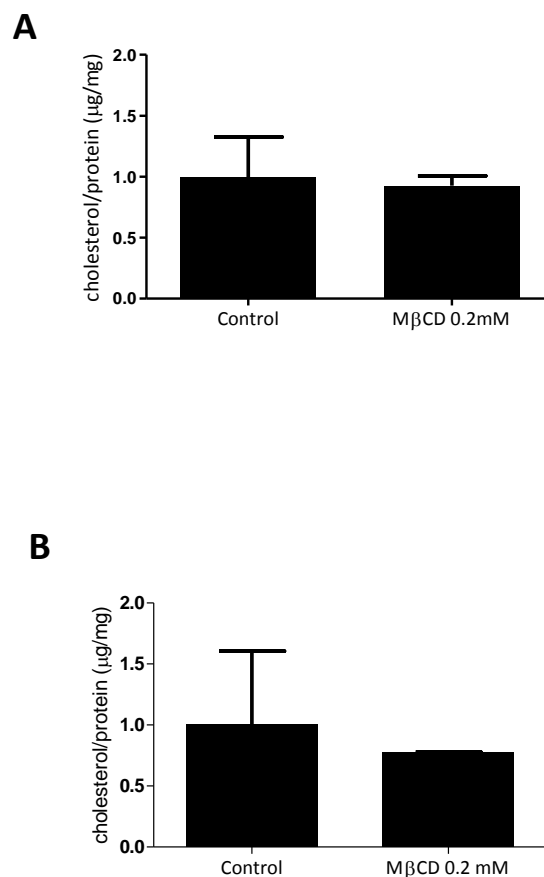 A
cholesterol/protein (μg/mg)
2.0
1.5
1.0
0.5
0.0
Control MβCD 0.2mM
B
cholesterol/protein (μg/mg)
2.0
1.5
1.0
0.5
0.0
Control MβCD 0.2 mM